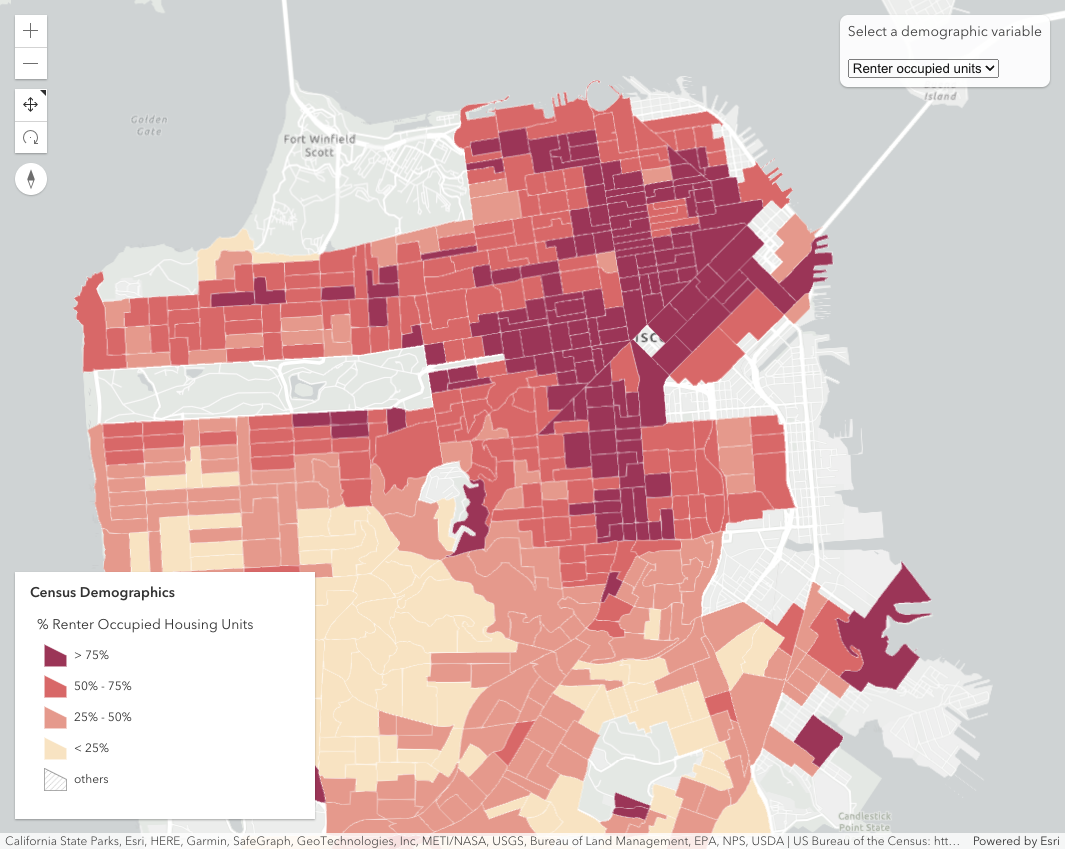 Select a demographic variable
Renter occupied units
Island
Golden
Gate
Fort Winfield
Scott
ISCO
Census Demographics
% Renter Occupied Housing Units
> 75%
50% - 75%
25% - 50%
< 25%
others
Candlestick
Point State
California State Parks, Esri, HERE, Garmin, SafeGraph, GeoTechnologies, Inc, METI/NASA, USGS, Bureau of Land Management, EPA, NPS, USDA | US Bureau of the Census: htt...
Powered by Esri